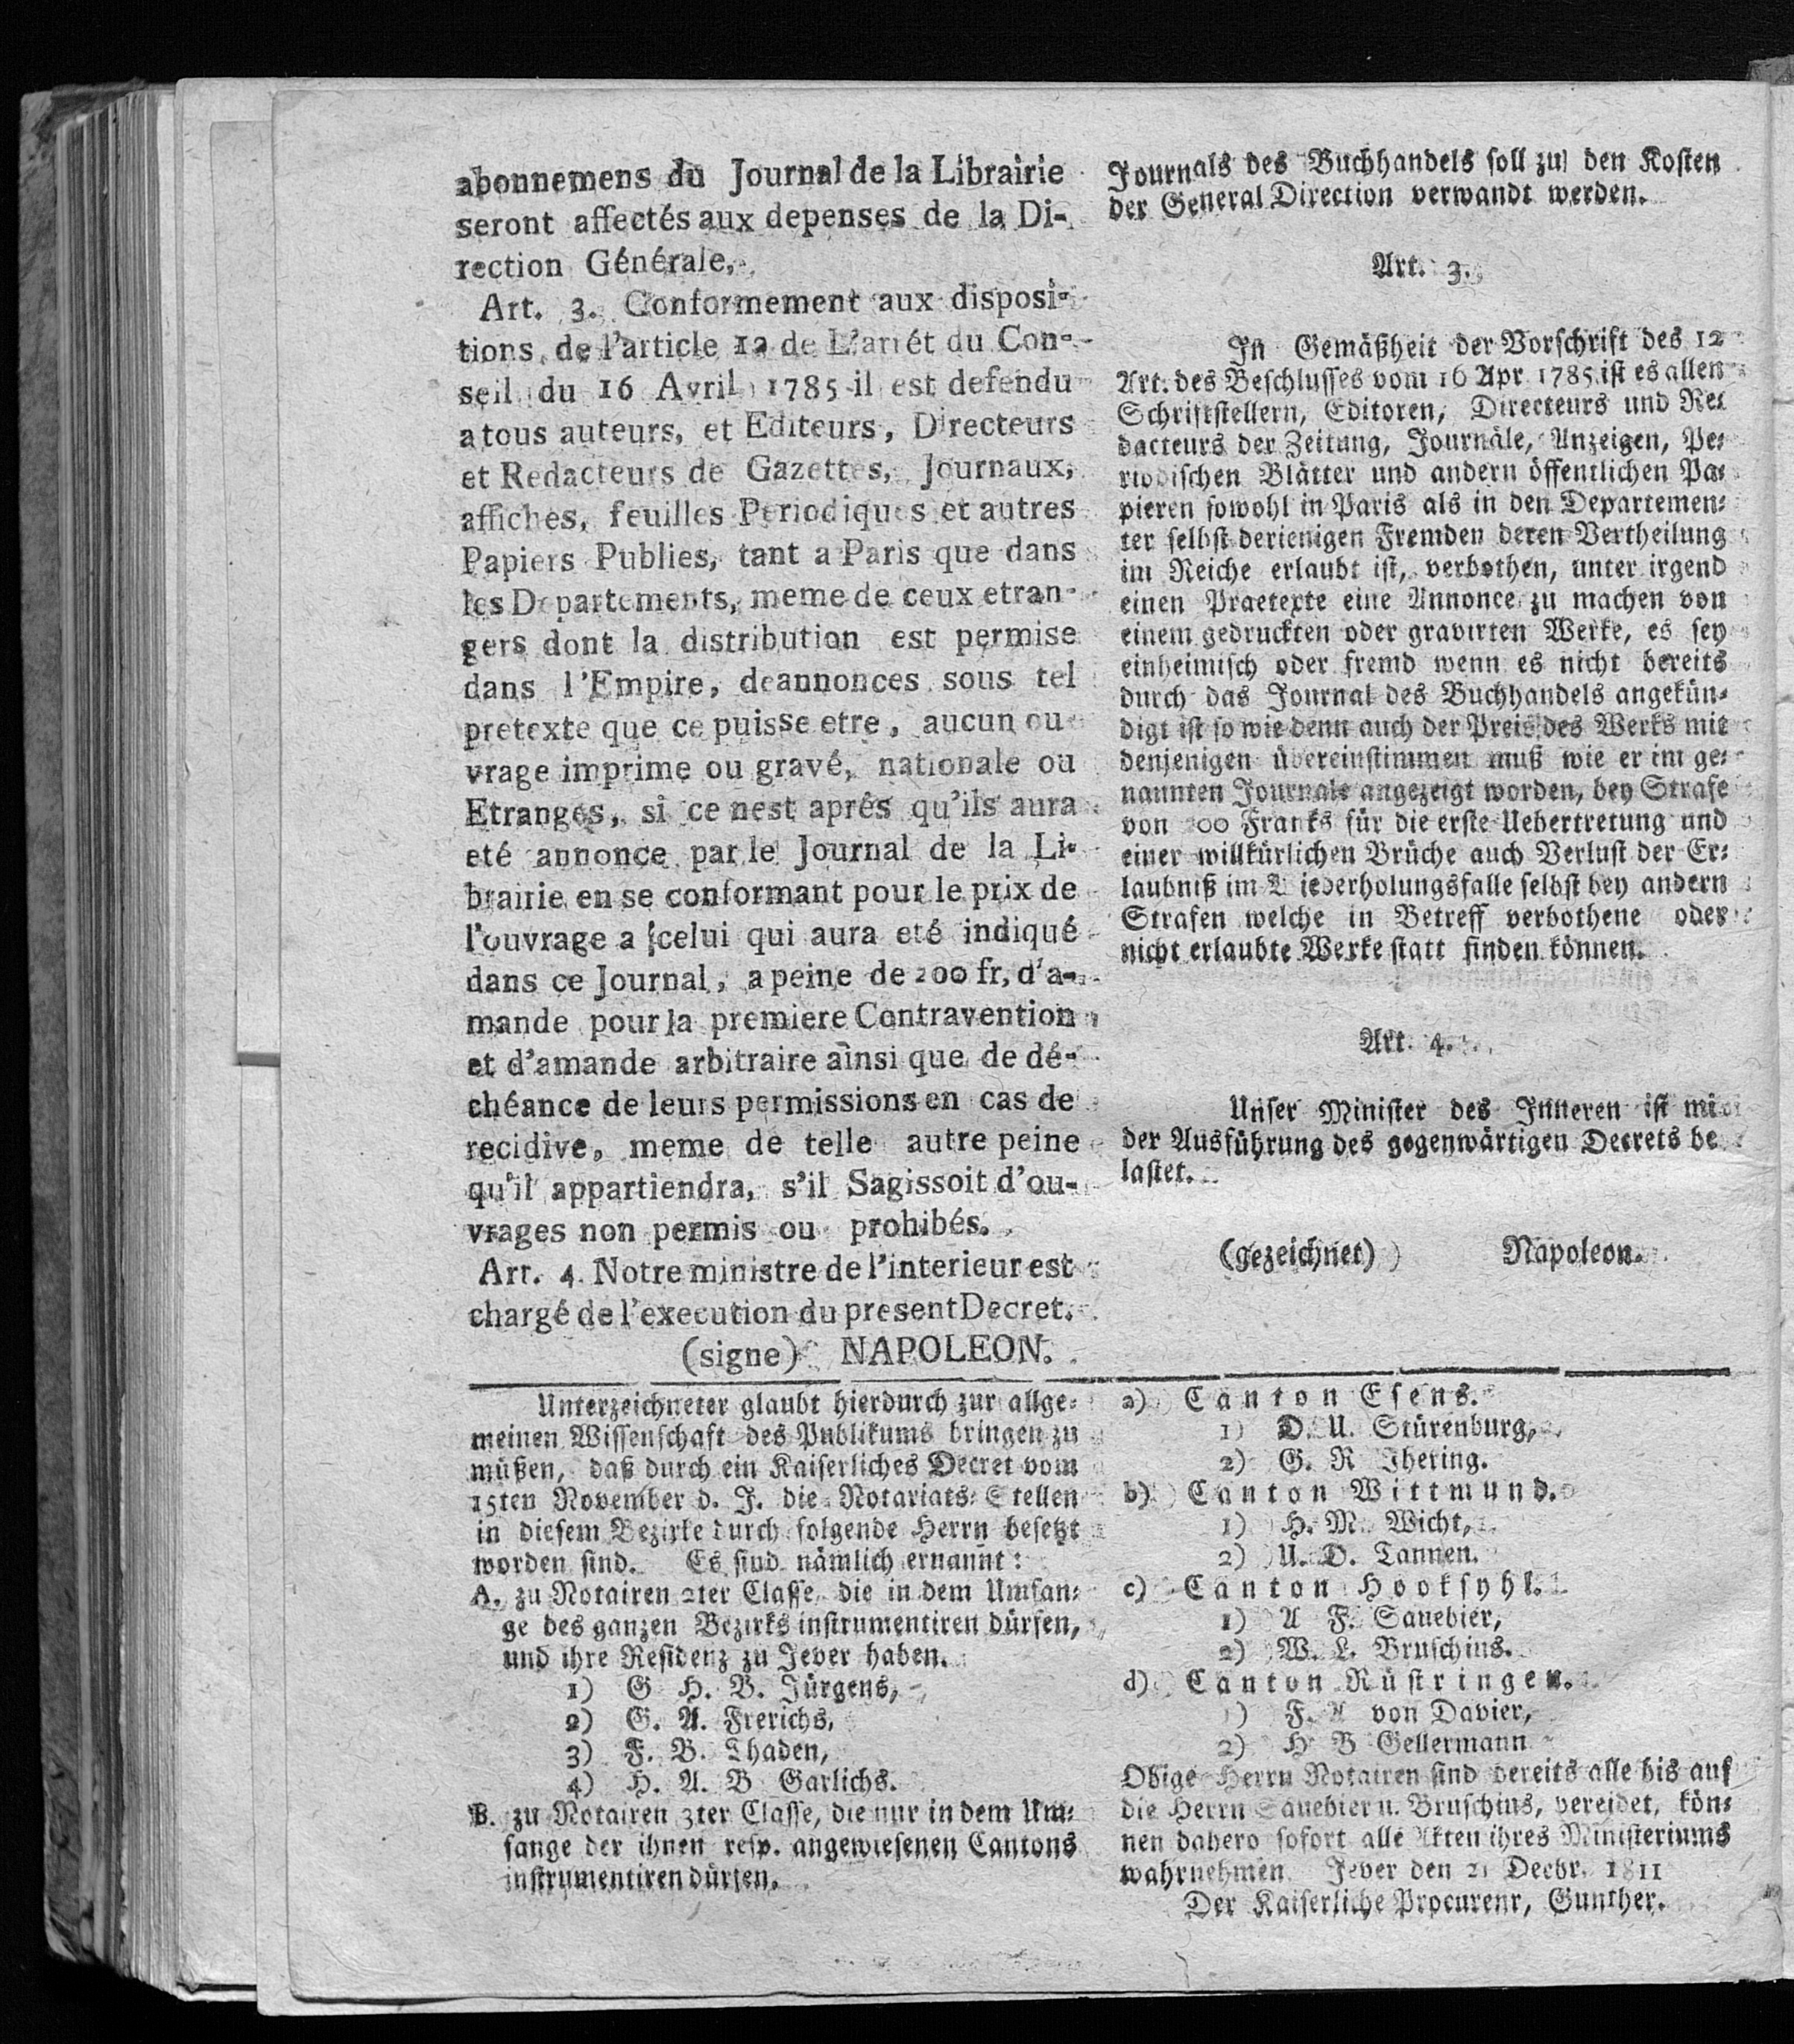 abonnemens du Journal de la Librairie
seront affectés aux depenses de la Di-
rection Générale.
Art. 3. Conformement aux disposi-
tions de l'article 12 de L'arrét du Con-
seil du 16 Avril 1785 il est defendu
a tous auteurs, et Editeurs, Directeurs
et Redacteurs de Gazettes, Journaux,
affiches, feuilles Periodiques et autres
Papiers Publies, tant a Paris que dans
les Departements, meme de ceux etran-
gers dont la distribution est permise
dans l'Empire, deannonces sous tel
pretexte que ce puisse etre, aucun ou
vrage imprime ou gravé, nationale ou
Etranges, si ce nest aprés qu'ils aura
eté annonce par le Journal de la Li-
brairie en se conformant pour le prix de
l'ouvrage a celui qui aura eté indiqué
dans ce Journal, a peine de 200 fr, d'a-
mande pour la premiere Contravention
et d'amande arbitraire ainsi que de dé-
chéance de leurs permissions en cas de
recidive, meme de telle autre peine
qu'il appartiendra, s'il Sagissoit d'ou-
vrages non permis ou prohibés.
Art. 4. Notre ministre de l'interieur est
chargé de l'execution du present Decret.
(signe) NAPOLEON.
Journals des Buchhandels soll zu den Kosten
der General Direction verwandt werden.
Art. 3.
In Gemäßheit der Vorschrift des 12
Art. des Beschlusses vom 16 Apr. 1785 ist es allen
Schriftstellern, Editoren, Directeurs und Re-
dacteurs der Zeitung, Journäle, Anzeigen, Pe-
riodischen Blätter und andern öffentlichen Pa-
pieren sowohl in Paris als in den Departemen-
ter selbst derienigen Fremden deren Vertheilung
im Reiche erlaubt ist, verbothen, unter irgend
einen Praetexte eine Annonce zu machen von
einem gedruckten oder gravirten Werke, es sey
einheimisch oder fremd wenn es nicht bereits
durch das Journal des Buchhandels angekün-
digt ist so wie denn auch der Preis des Werks mit
denjenigen übereinstimmen muß wie er im ge-
nannten Journale angezeigt worden, bey Strafe
von 200 Franks für die erste Uebertretung und
einer willkürlichen Brüche auch Verlust der Er-
laubniß im Wiederholungsfalle selbst bey andern
Strafen welche in Betreff verbothene oder
nicht erlaubte Werke statt finden können.
Art. 4.
Unser Minister des Inneren ist mit
der Ausführung des gegenwärtigen Decrets be
lastet.
(gezeichnet) Napoleon.
Unterzeichneter glaubt hierdurch zur allge-
meinen Wissenschaft des Publikums bringen zu
müßen, daß durch ein Kaiserliches Decret vom
15ten November d. J. die Notariats-Stellen
in diesem Bezirke durch folgende Herrn besetzt
worden sind. Es sind nämlich ernannt:
A. zu Notairen 2ter Classe, die in dem Umfan-
ge des ganzen Bezirks instrumentiren dürfen,
und ihre Residenz zu Jever haben.
1) G H. B. Jürgens,
2) G. A. Frerichs,
3) F. B. Thaden,
4) H. A. B Garlichs.
B. zu Notairen 3ter Classe, die nur in dem Um-
fange der ihnen resp. angewiesenen Cantons
instrumentiren dürfen.
a) Canton Esens.
1) D. U. Stürenburg,
2) G. R Ihering.
b) Canton Wittmund.
1) H. M. Wicht,
2) U. D. Tannen.
c) Canton Hooksyhl.
1) A F. Sauebier,
2) W. L. Bruschius.
d) Canton Rüstringen.
1) F. A von Davier,
2) H B Gellermann
Obige Herrn Notairen sind bereits alle bis auf
die Herrn Sauebier u. Bruschius, vereidet, kön-
nen dahero sofort alle Akten ihres Ministeriums
wahrnehmen. Jever den 21 Decbr. 1811
Der Kaiserliche Procureur, Gunther.